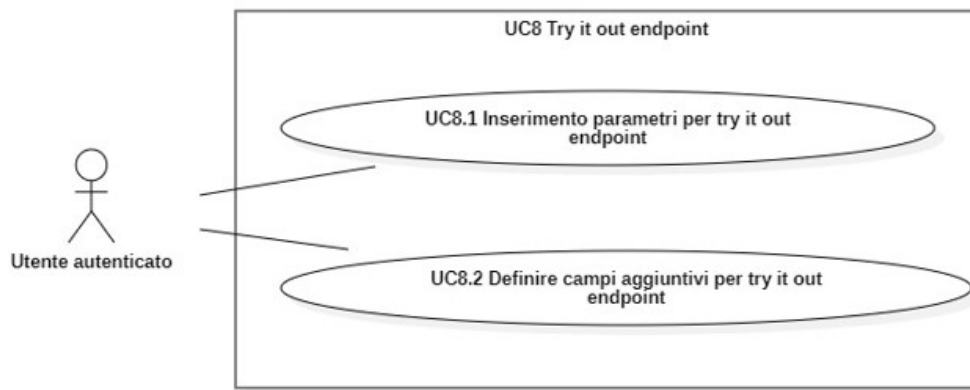 UC8 Try it out endpoint
UC8.1 Inserimento parametri per try it out
endpoint
Utente autenticato
UC8.2 Definire campi aggiuntivi per try it out
endpoint